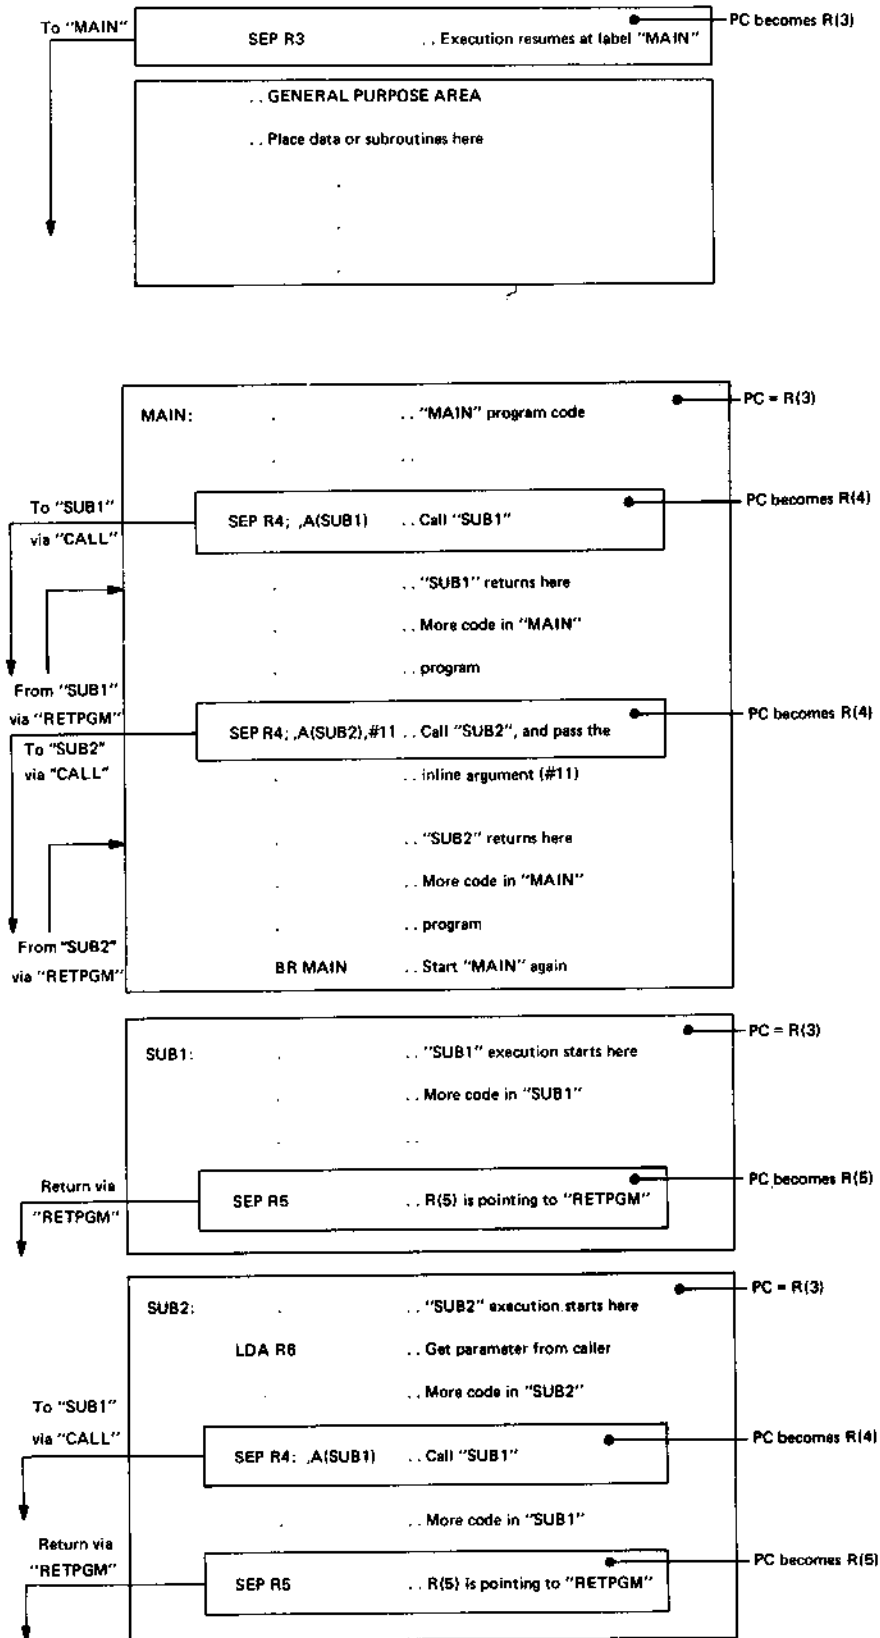 To "MAIN"
SEP R3 .. Execution resumes at label "MAIN"
PC becomes R(3)
.. GENERAL PURPOSE AREA
.. Place data or subroutines here
.
.
.
PC = R(3)
MAIN: . .. "MAIN" program code
. ..
To "SUB1"
via "CALL"
SEP R4; ,A(SUB1) .. Call "SUB1"
PC becomes R(4)
. .. "SUB1" returns here
. .. More code in "MAIN"
. .. program
From "SUB1"
via "RETPGM"
SEP R4; ,A(SUB2),#11 .. Call "SUB2", and pass the
PC becomes R(4)
To "SUB2"
via "CALL"
. .. inline argument (#11)
. .. "SUB2" returns here
. .. More code in "MAIN"
. .. program
From "SUB2"
via "RETPGM"
BR MAIN .. Start "MAIN" again
PC = R(3)
SUB1: . .. "SUB1" execution starts here
. .. More code in "SUB1"
. ..
Return via
"RETPGM"
SEP R5 .. R(5) is pointing to "RETPGM"
PC becomes R(5)
PC = R(3)
SUB2: . .. "SUB2" execution starts here
LDA R6 .. Get parameter from caller
. .. More code in "SUB2"
To "SUB1"
via "CALL"
SEP R4; ,A(SUB1) .. Call "SUB1"
PC becomes R(4)
. .. More code in "SUB1"
Return via
"RETPGM"
SEP R5 .. R(5) is pointing to "RETPGM"
PC becomes R(5)